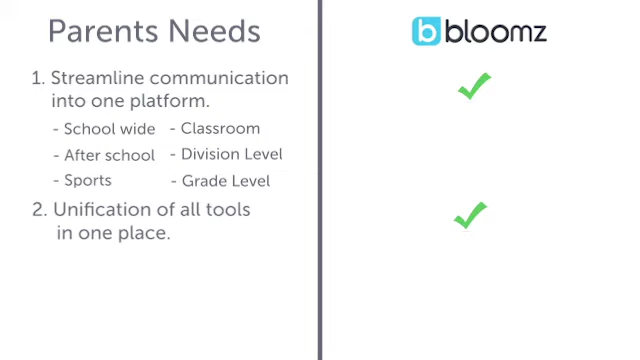 Parents Needs
b bloomz
1. Streamline communication
into one platform.
- School wide - Classroom
- After school - Division Level
- Sports - Grade Level
2. Unification of all tools
in one place.